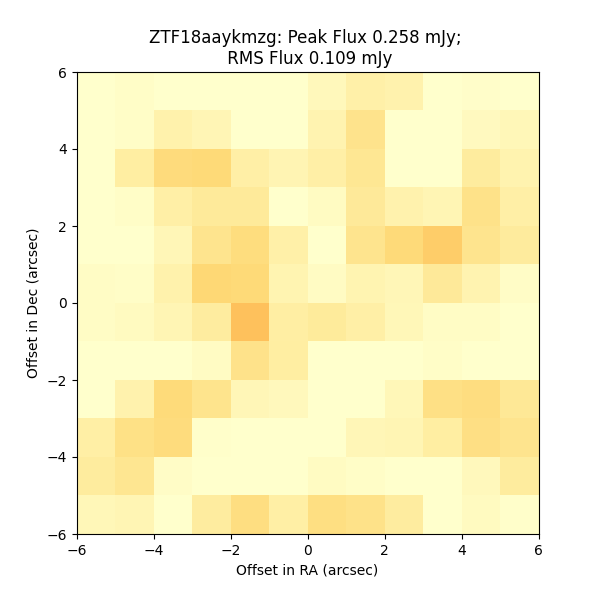 ZTF18aaykmzg: Peak Flux 0.258 mJy;
RMS Flux 0.109 mJy
6
4
2
0
−2
−4
−6
Offset in Dec (arcsec)
−6 −4 −2 0 2 4 6
Offset in RA (arcsec)